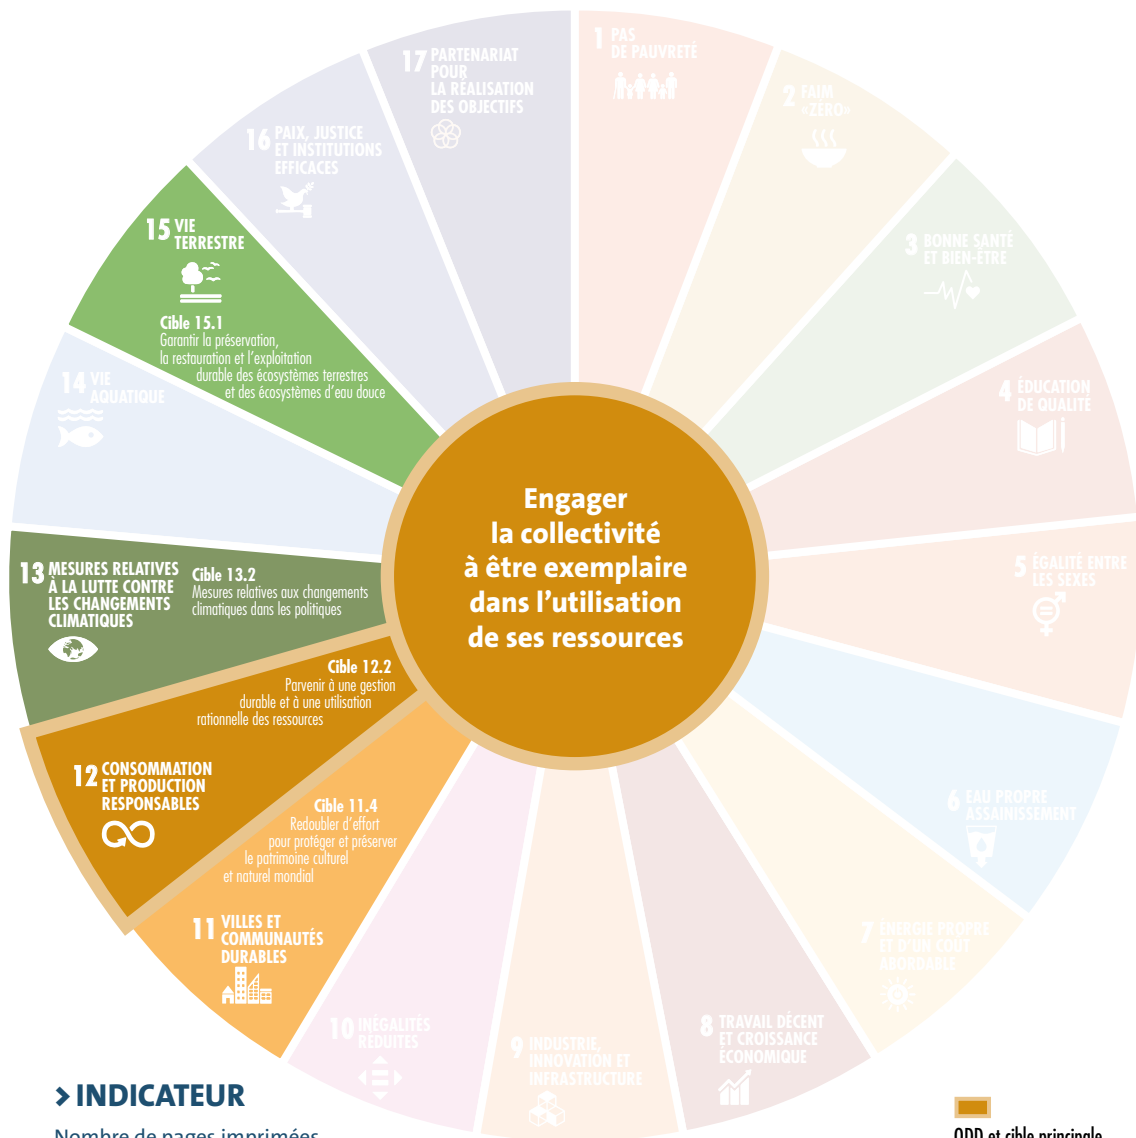 1 PAS
DE PAUVRETÉ
2 FAIM
«ZÉRO»
3 BONNE SANTÉ
ET BIEN-ÊTRE
4 ÉDUCATION
DE QUALITÉ
5 ÉGALITÉ ENTRE
LES SEXES
6 EAU PROPRE
ASSAINISSEMENT
7 ÉNERGIE PROPRE
ET D'UN COÛT
ABORDABLE
8 TRAVAIL DÉCENT
ET CROISSANCE
ÉCONOMIQUE
9 INDUSTRIE,
INNOVATION ET
INFRASTRUCTURE
10 INÉGALITÉS
RÉDUITES
11 VILLES ET
COMMUNAUTÉS
DURABLES
Cible 11.4
Redoubler d'effort
pour protéger et préserver
le patrimoine culturel
et naturel mondial
12 CONSOMMATION
ET PRODUCTION
RESPONSABLES
Cible 12.2
Parvenir à une gestion
durable et à une utilisation
rationnelle des ressources
13 MESURES RELATIVES
À LA LUTTE CONTRE
LES CHANGEMENTS
CLIMATIQUES
Cible 13.2
Mesures relatives aux changements
climatiques dans les politiques
14 VIE
AQUATIQUE
15 VIE
TERRESTRE
Cible 15.1
Garantir la préservation,
la restauration et l'exploitation
durable des écosystèmes terrestres
et des écosystèmes d'eau douce
16 PAIX, JUSTICE
ET INSTITUTIONS
EFFICACES
17 PARTENARIAT
POUR
LA RÉALISATION
DES OBJECTIFS
Engager
la collectivité
à être exemplaire
dans l'utilisation
de ses ressources
> INDICATEUR
Nombre de pages imprimées
ODD et cible principale